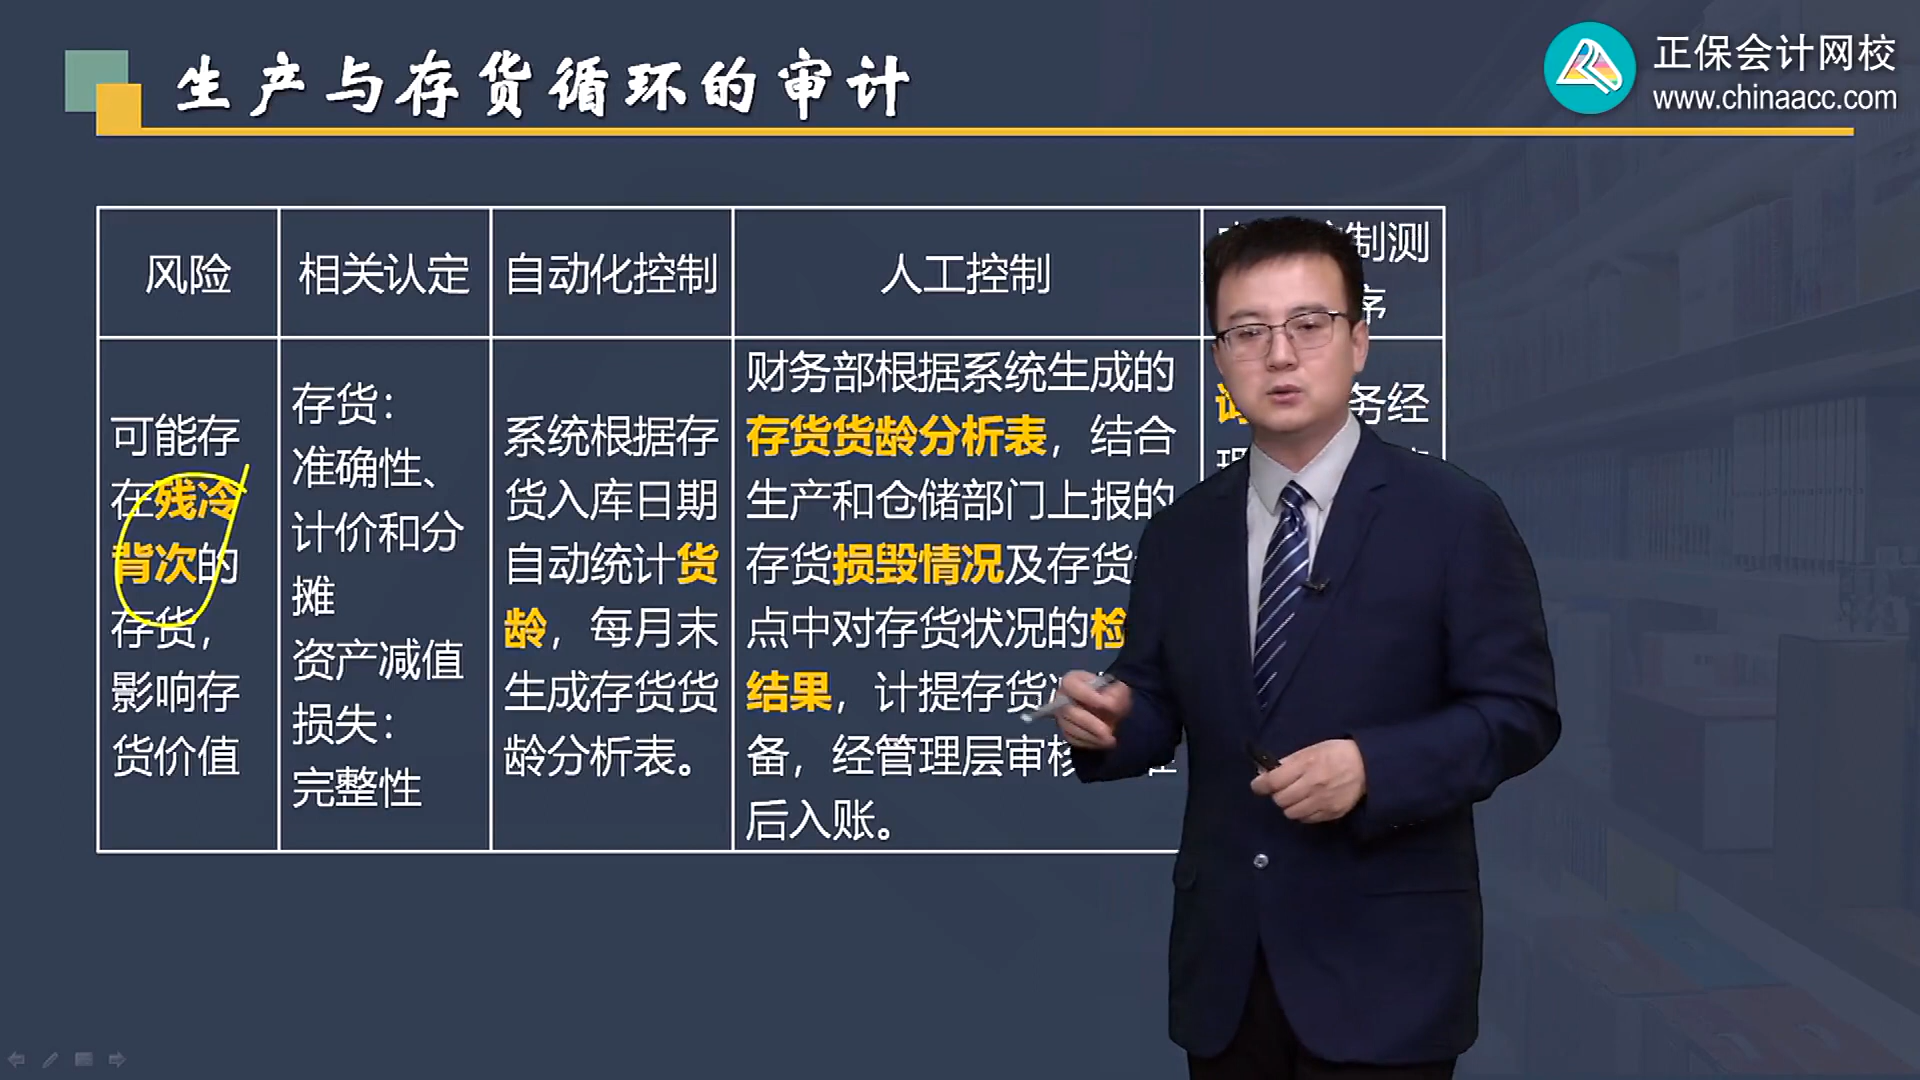 生产与存货循环的审计
正保会计网校
www.chinaacc.com
风险
相关认定
自动化控制
人工控制
制测
序
可能存
在残冷
背次的
存货，
影响存
货价值
存货：
准确性、
计价和分
摊
资产减值
损失：
完整性
系统根据存
货入库日期
自动统计货
龄，每月末
生成存货货
龄分析表。
财务部根据系统生成的
存货货龄分析表，结合
生产和仓储部门上报的
存货损毁情况及存货
点中对存货状况的检
结果，计提存货
备，经管理层审
后入账。
务经